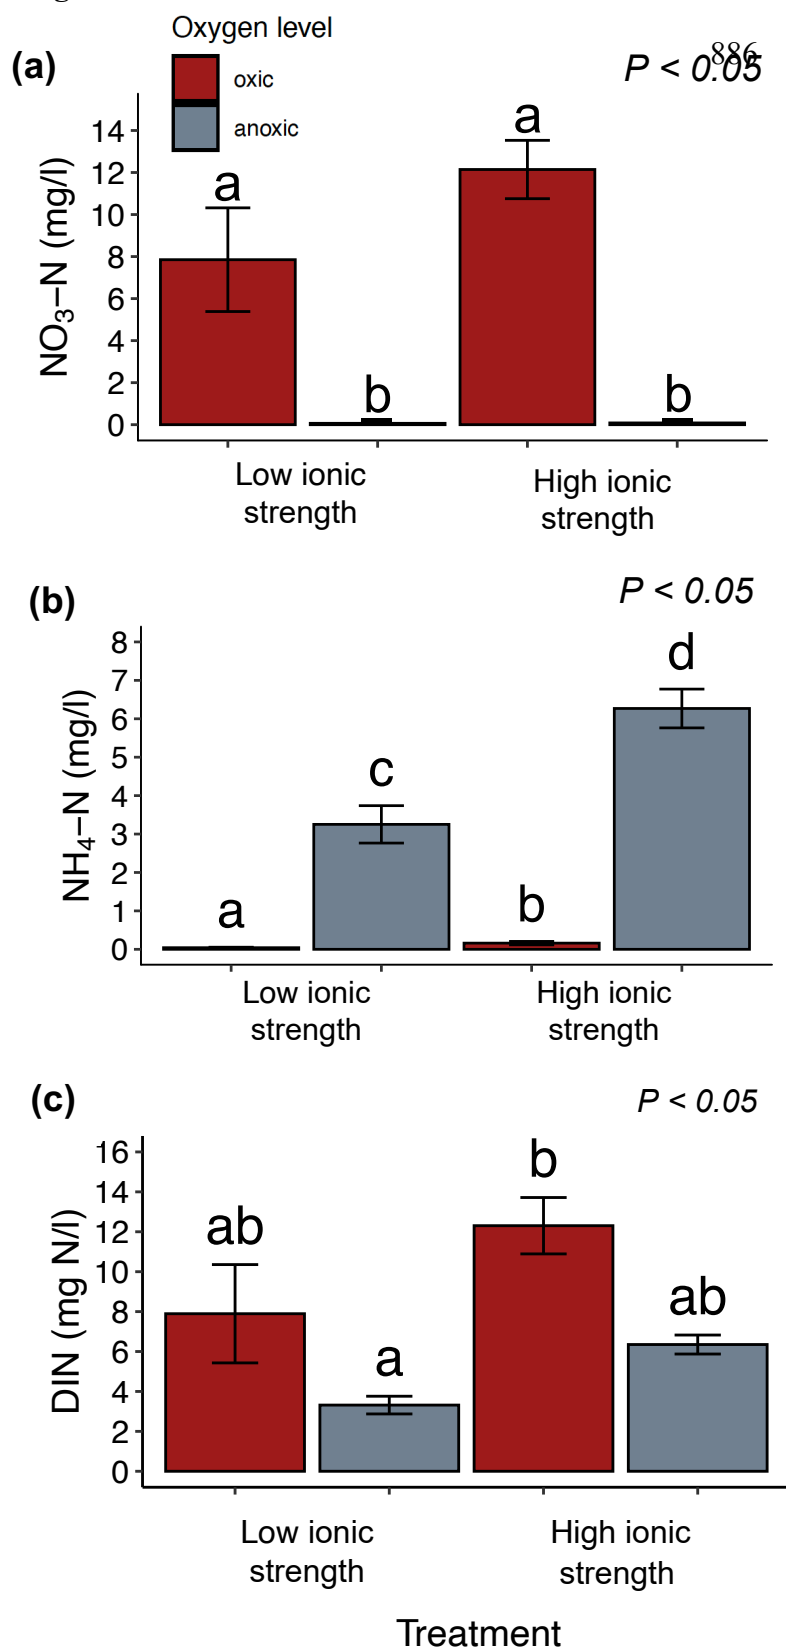 Oxygen level
(a)
oxic
anoxic
886
P < 0.05
NO3–N (mg/l)
14
12
10
8
6
4
2
0
a
b
a
b
Low ionic
strength
High ionic
strength
(b)
P < 0.05
NH4–N (mg/l)
8
7
6
5
4
3
2
1
0
a
c
b
d
Low ionic
strength
High ionic
strength
(c)
P < 0.05
DIN (mg N/l)
16
14
12
10
8
6
4
2
0
ab
a
b
ab
Low ionic
strength
High ionic
strength
Treatment